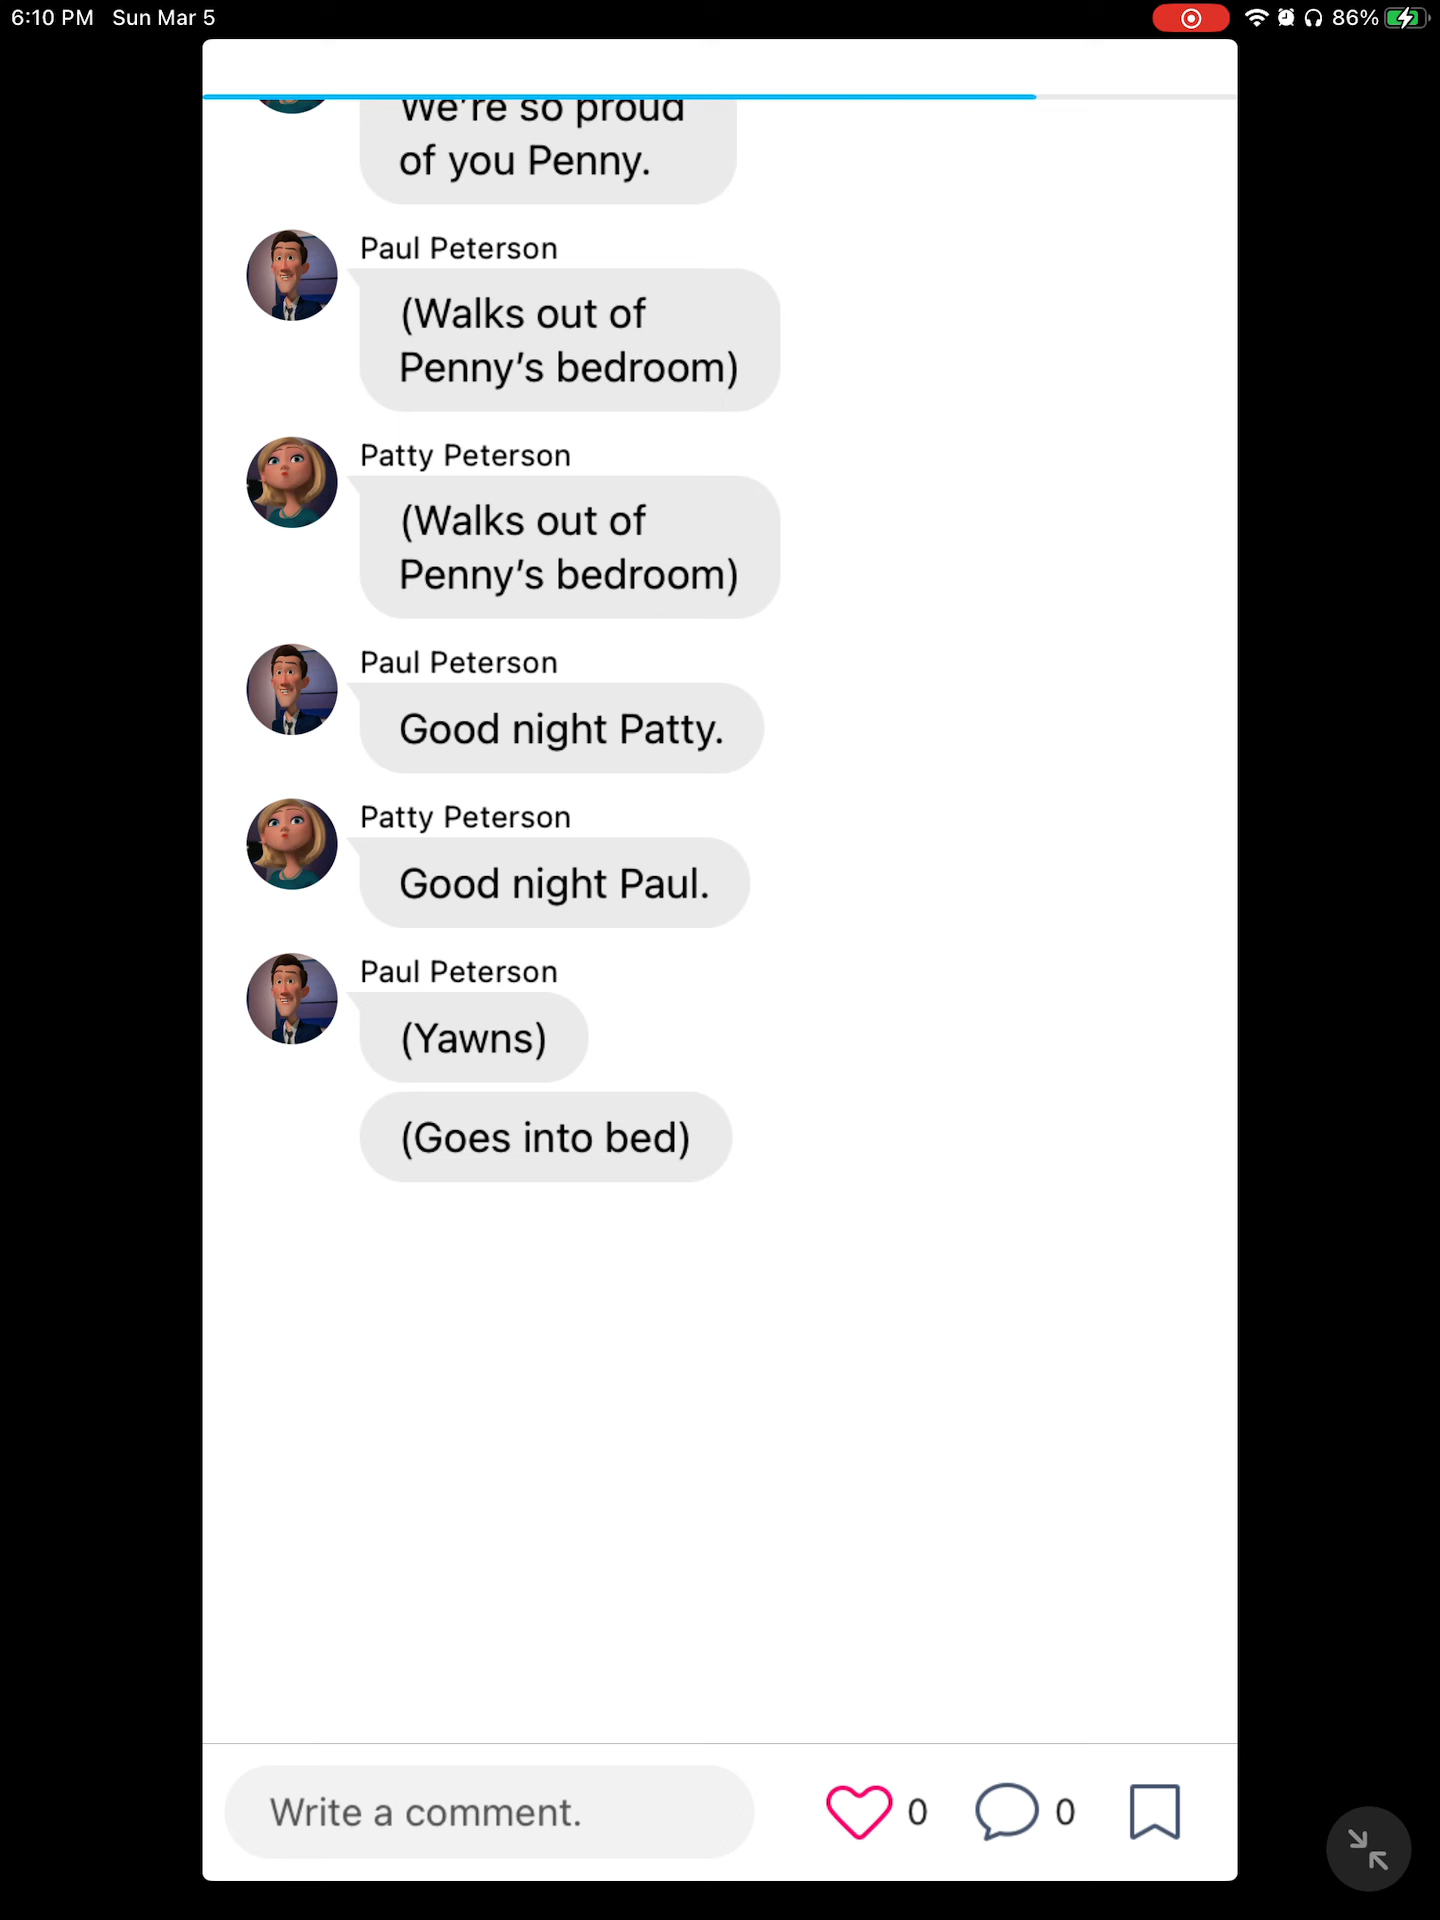 6:10 PM Sun Mar 5
86%
We're so proud
of you Penny.
Paul Peterson
(Walks out of
Penny's bedroom)
Patty Peterson
(Walks out of
Penny's bedroom)
Paul Peterson
Good night Patty.
Patty Peterson
Good night Paul.
Paul Peterson
(Yawns)
(Goes into bed)
Write a comment.
0
0